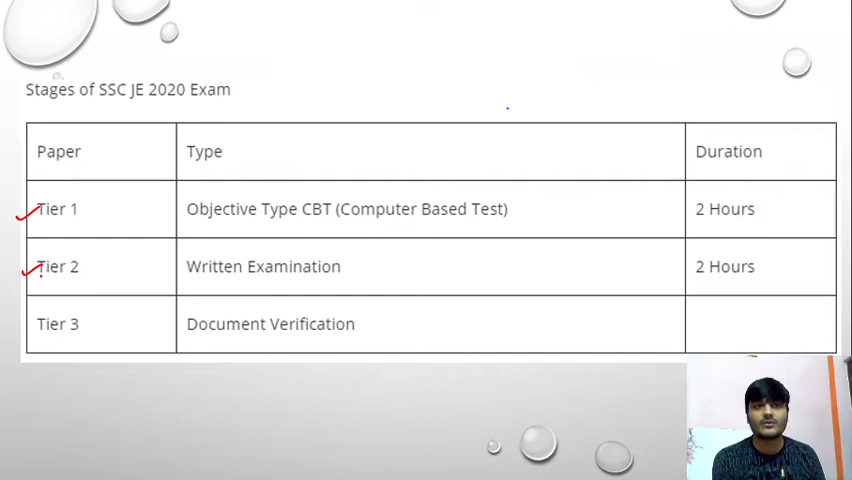 Stages of SSC JE 2020 Exam
Paper Type Duration
Tier 1 Objective Type CBT (Computer Based Test) 2 Hours
Tier 2 Written Examination 2 Hours
Tier 3 Document Verification